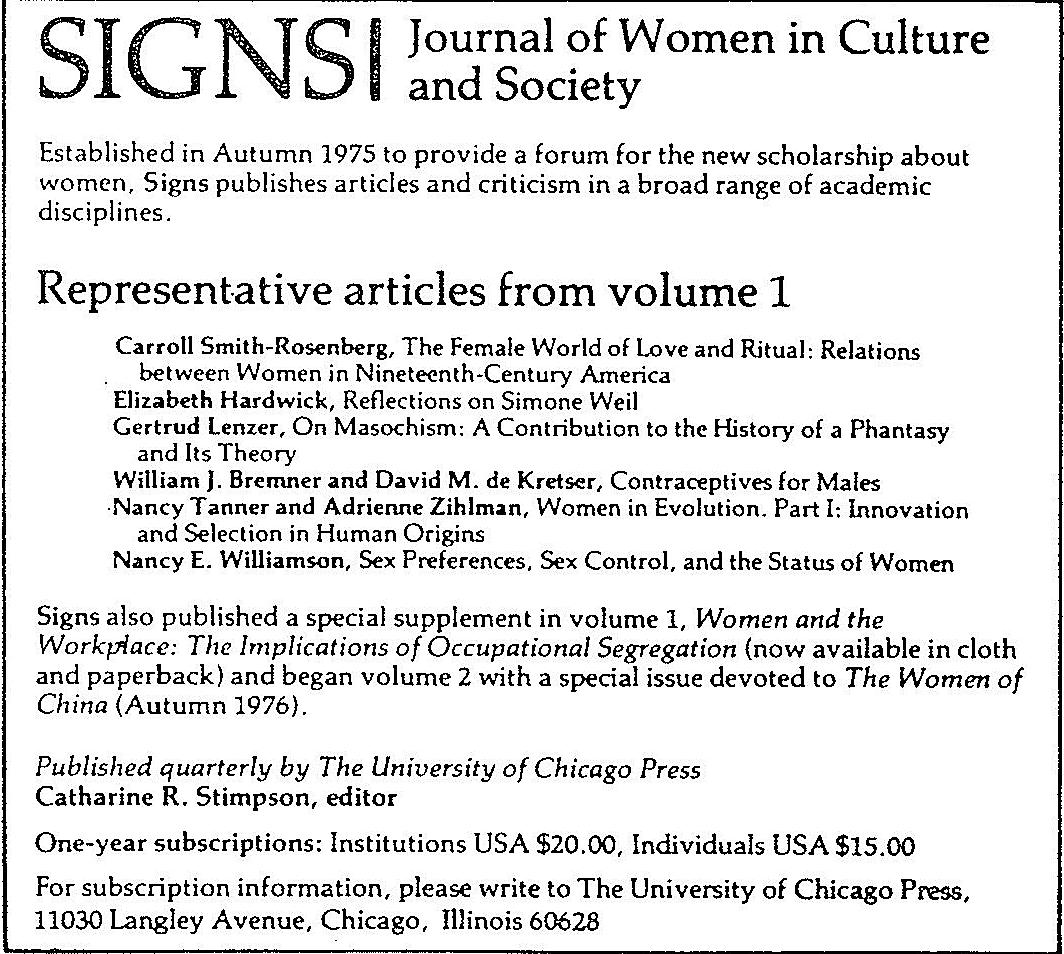 SIGNS Journal of Women in Culture
and Society
Established in Autumn 1975 to provide a forum for the new scholarship about
women, Signs publishes articles and criticism in a broad range of academic
disciplines.
Representative articles from volume 1
Carroll Smith-Rosenberg, The Female World of Love and Ritual: Relations
between Women in Nineteenth-Century America
Elizabeth Hardwick, Reflections on Simone Weil
Gertrud Lenzer, On Masochism: A Contribution to the History of a Phantasy
and Its Theory
William J. Bremner and David M. de Kretser, Contraceptives for Males
Nancy Tanner and Adrienne Zihlman, Women in Evolution. Part I: Innovation
and Selection in Human Origins
Nancy E. Williamson, Sex Preferences, Sex Control, and the Status of Women
Signs also published a special supplement in volume 1, Women and the
Workplace: The Implications of Occupational Segregation (now available in cloth
and paperback) and began volume 2 with a special issue devoted to The Women of
China (Autumn 1976).
Published quarterly by The University of Chicago Press
Catharine R. Stimpson, editor
One-year subscriptions: Institutions USA $20.00, Individuals USA $15.00
For subscription information, please write to The University of Chicago Press,
11030 Langley Avenue, Chicago, Illinois 60628